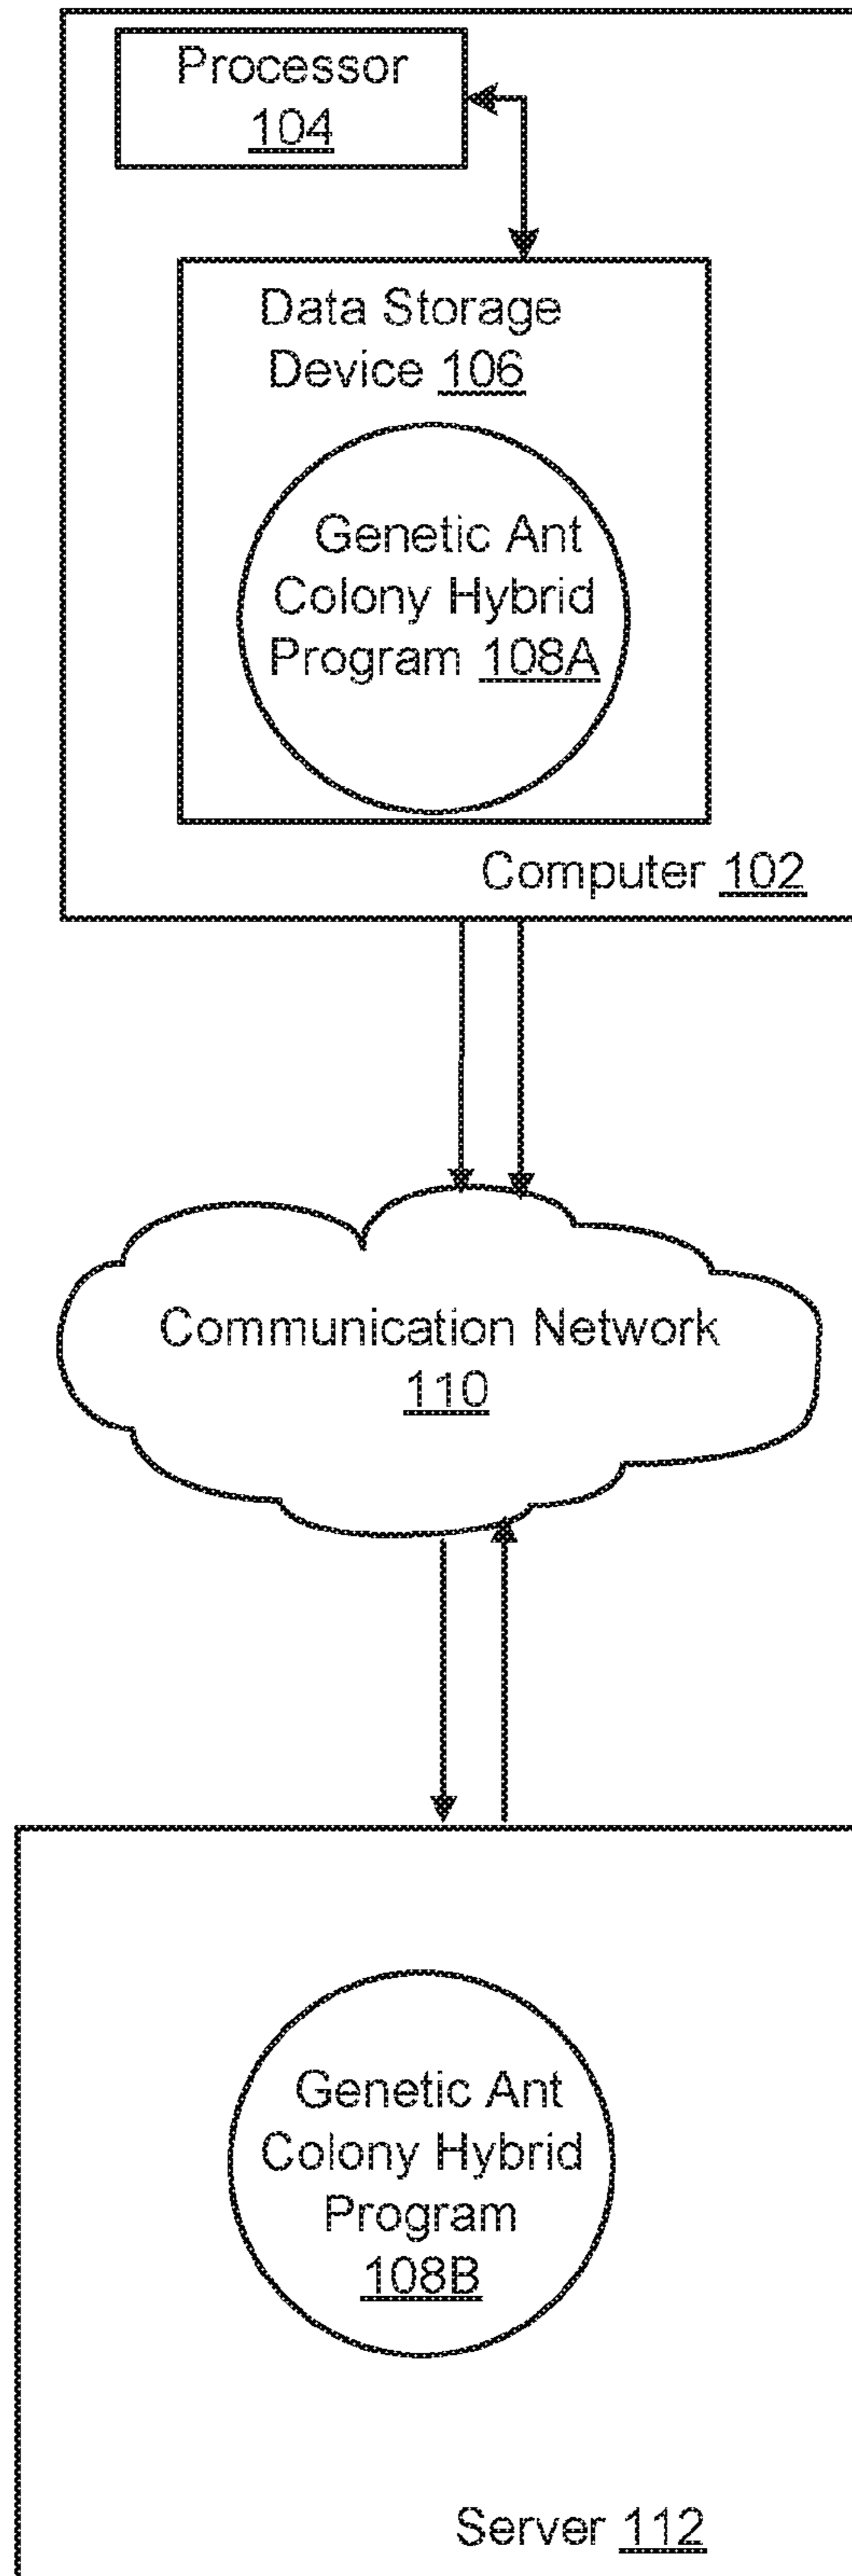 Processor
104
Data Storage
Device 106
Genetic Ant
Colony Hybrid
Program 108A
Computer 102
Communication Network
110
Genetic Ant
Colony Hybrid
Program
108B
Server 112